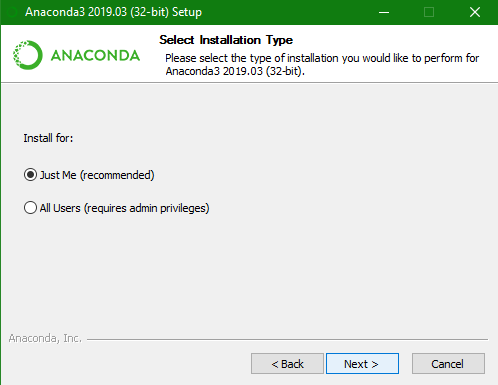 Anaconda3 2019.03 (32-bit) Setup
ANACONDA
Select Installation Type
Please select the type of installation you would like to perform for
Anaconda3 2019.03 (32-bit).
Install for:
Just Me (recommended)
All Users (requires admin privileges)
Anaconda, Inc.
< Back Next > Cancel